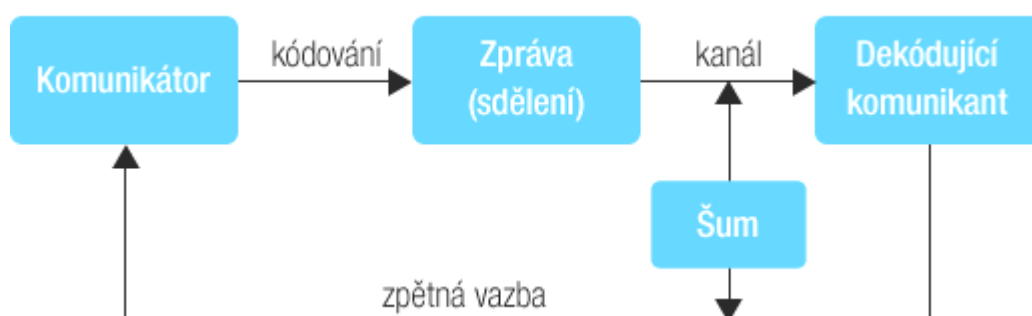 Komunikátor
kódování
Zpráva
(sdělení)
kanál
Dekódující
komunikant
Šum
zpětná vazba